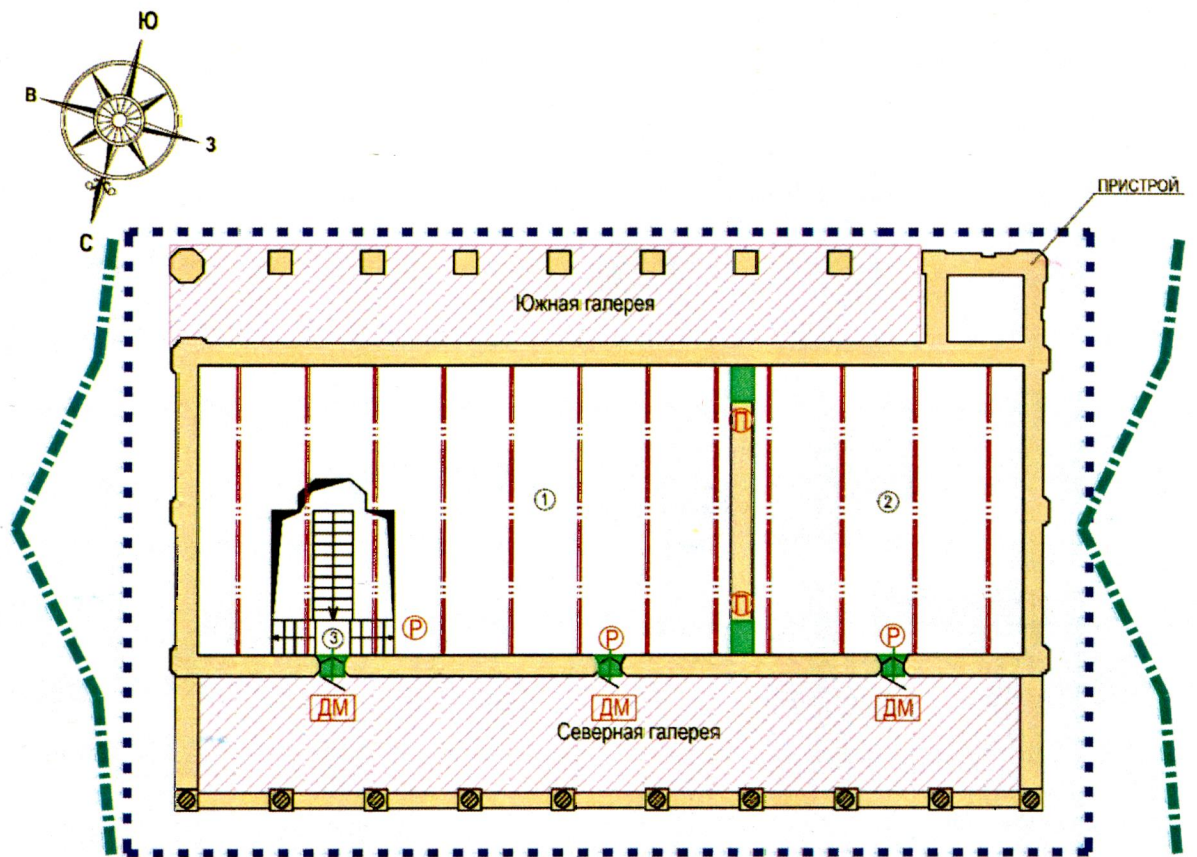 Ю
В
З
С
ПРИСТРОЙ
Южная галерея
П
1
2
П
3
Р
Р
Р
ДМ
ДМ
ДМ
Северная галерея